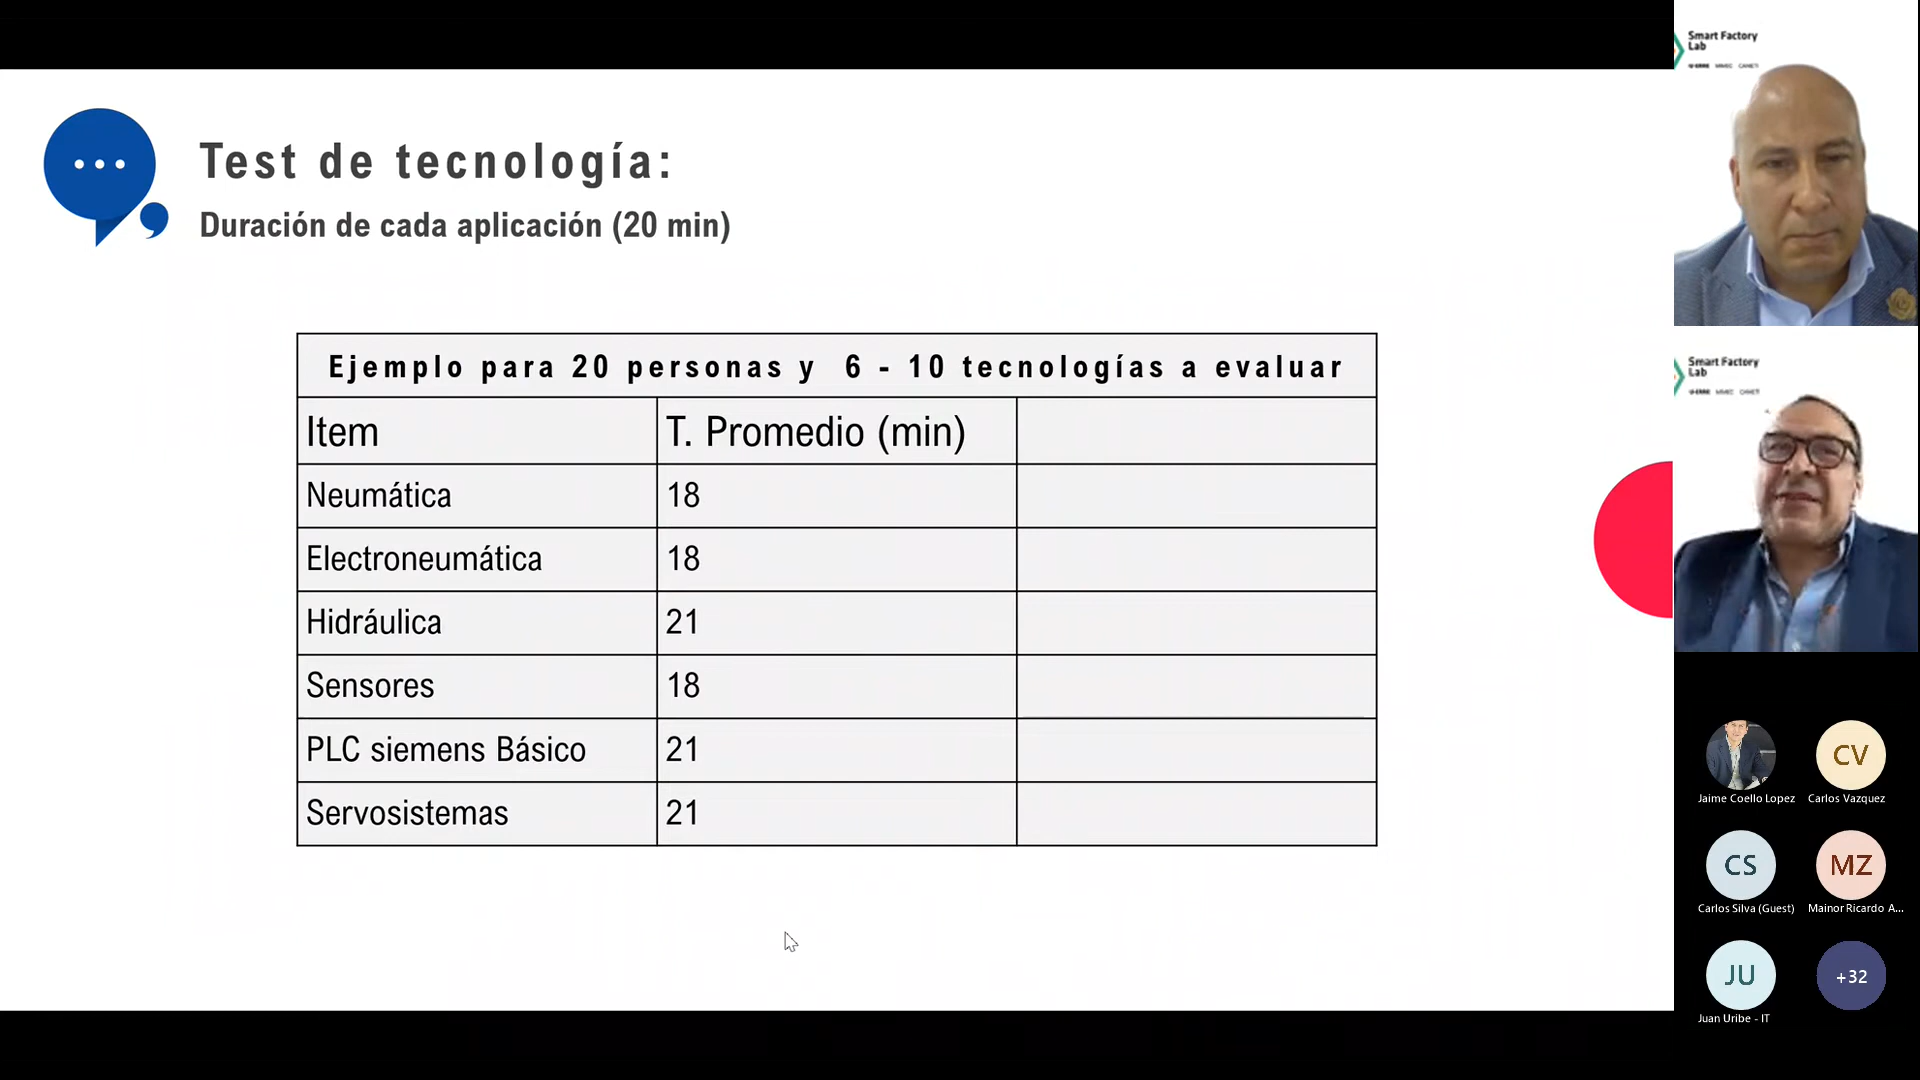 Test de tecnología:
Duración de cada aplicación (20 min)
Ejemplo para 20 personas y 6 - 10 tecnologías a evaluar
Item T. Promedio (min)
Neumática 18
Electroneumática 18
Hidráulica 21
Sensores 18
PLC siemens Básico 21
Servosistemas 21
Smart Factory
Lab
Smart Factory
Lab
CV
Jaime Coello Lopez Carlos Vazquez
CS MZ
Carlos Silva (Guest) Mainor Ricardo A...
JU +32
Juan Uribe - IT